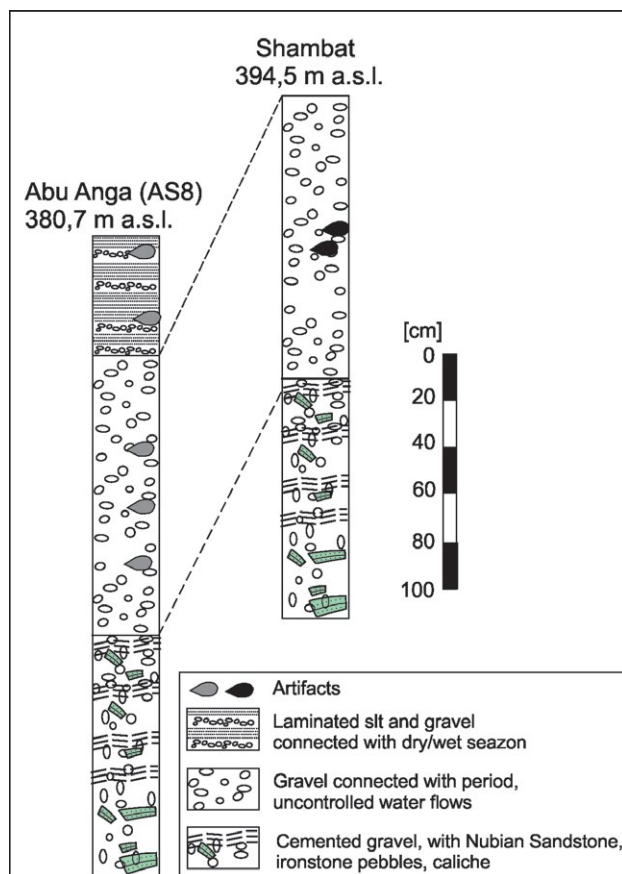 Shambat
394,5 m a.s.l.
Abu Anga (AS8)
380,7 m a.s.l.
[cm]
0
20
40
60
80
100
Artifacts
Laminated slt and gravel
connected with dry/wet seazon
Gravel connected with period,
uncontrolled water flows
Cemented gravel, with Nubian Sandstone,
ironstone pebbles, caliche